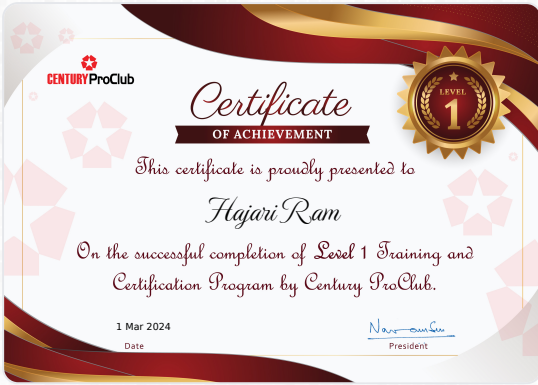 CENTURY ProClub
LEVEL
1
Certificate
OF ACHIEVEMENT
This certificate is proudly presented to
Hajari Ram
On the successful completion of Level 1 Training and
Certification Program by Century ProClub.
1 Mar 2024
Date
President